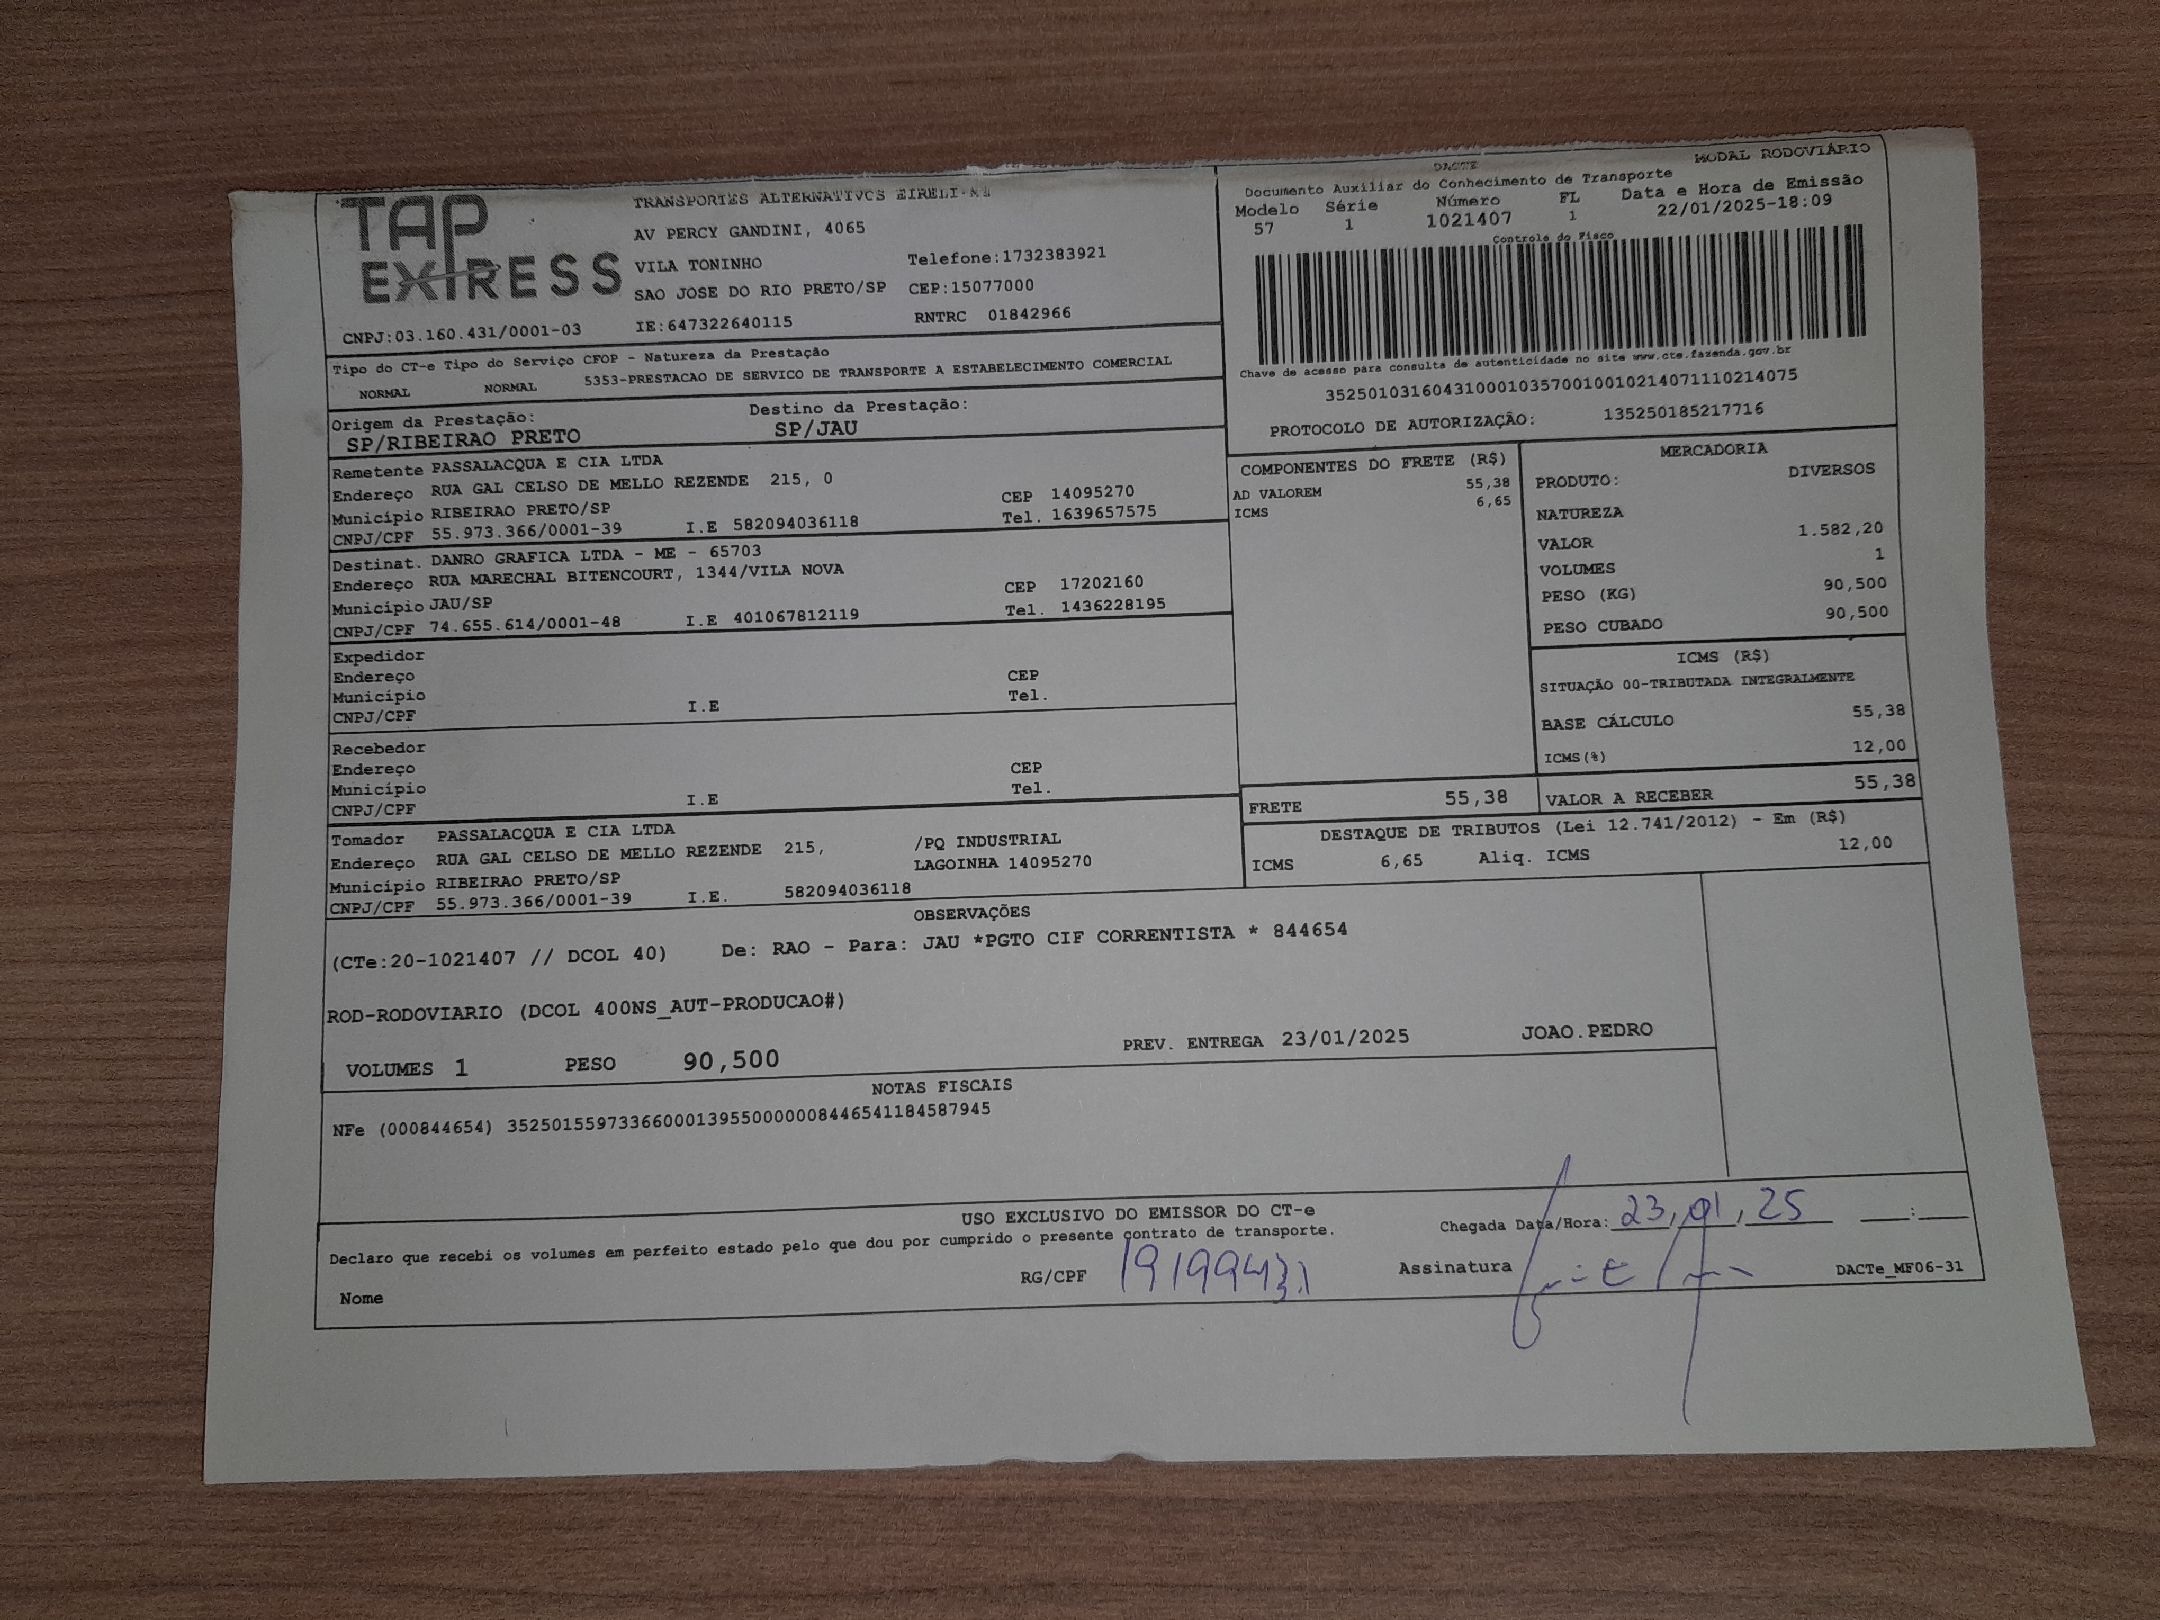 TAP EXPRESS
TRANSPORTES ALTERNATIVOS EIRELI-ME
AV PERCY GANDINI, 4065
VILA TONINHO Telefone:1732383921
SAO JOSE DO RIO PRETO/SP CEP:15077000
CNPJ:03.160.431/0001-03 IE:647322640115 RNTRC 01842966
DACTE MODAL RODOVIÁRIO
Documento Auxiliar do Conhecimento de Transporte
Modelo Série Número FL Data e Hora de Emissão
57 1 1021407 1 22/01/2025-18:09
Controle do Fisco
Chave de acesso para consulta de autenticidade no site www.cte.fazenda.gov.br
35250103160431000103570010010214071110214075
PROTOCOLO DE AUTORIZAÇÃO: 135250185217716
Tipo do CT-e Tipo do Serviço CFOP - Natureza da Prestação
NORMAL NORMAL 5353-PRESTACAO DE SERVICO DE TRANSPORTE A ESTABELECIMENTO COMERCIAL
Origem da Prestação: Destino da Prestação:
SP/RIBEIRAO PRETO SP/JAU
Remetente PASSALACQUA E CIA LTDA
Endereço RUA GAL CELSO DE MELLO REZENDE 215, 0 CEP 14095270
Município RIBEIRAO PRETO/SP Tel. 1639657575
CNPJ/CPF 55.973.366/0001-39 I.E 582094036118
Destinat. DANRO GRAFICA LTDA - ME - 65703
Endereço RUA MARECHAL BITENCOURT, 1344/VILA NOVA CEP 17202160
Município JAU/SP Tel. 1436228195
CNPJ/CPF 74.655.614/0001-48 I.E 401067812119
Expedidor
Endereço CEP
Município Tel.
CNPJ/CPF I.E
Recebedor
Endereço CEP
Município Tel.
CNPJ/CPF I.E
Tomador PASSALACQUA E CIA LTDA /PQ INDUSTRIAL
Endereço RUA GAL CELSO DE MELLO REZENDE 215, LAGOINHA 14095270
Município RIBEIRAO PRETO/SP
CNPJ/CPF 55.973.366/0001-39 I.E. 582094036118
COMPONENTES DO FRETE (R$)
AD VALOREM 55,38
ICMS 6,65
MERCADORIA
PRODUTO: DIVERSOS
NATUREZA
VALOR 1.582,20
VOLUMES 1
PESO (KG) 90,500
PESO CUBADO 90,500
ICMS (R$)
SITUAÇÃO 00-TRIBUTADA INTEGRALMENTE
BASE CÁLCULO 55,38
ICMS(%) 12,00
FRETE 55,38 VALOR A RECEBER 55,38
DESTAQUE DE TRIBUTOS (Lei 12.741/2012) - Em (R$)
ICMS 6,65 Aliq. ICMS 12,00
OBSERVAÇÕES
(CTe:20-1021407 // DCOL 40) De: RAO - Para: JAU *PGTO CIF CORRENTISTA * 844654
ROD-RODOVIARIO (DCOL 400NS_AUT-PRODUCAO#)
VOLUMES 1 PESO 90,500 PREV. ENTREGA 23/01/2025 JOAO.PEDRO
NOTAS FISCAIS
NFe (000844654) 35250155973366000139550000008446541184587945
USO EXCLUSIVO DO EMISSOR DO CT-e
Declaro que recebi os volumes em perfeito estado pelo que dou por cumprido o presente contrato de transporte.
Chegada Data/Hora: 23,01,25 :
Nome RG/CPF Assinatura DACTe_MF06-31